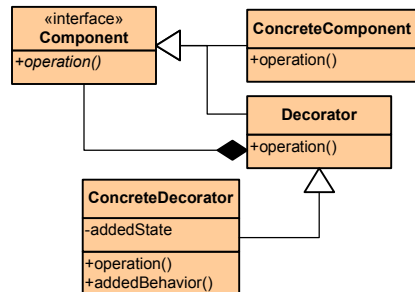 «interface»
Component
+operation()
ConcreteComponent
+operation()
Decorator
+operation()
ConcreteDecorator
-addedState
+operation()
+addedBehavior()